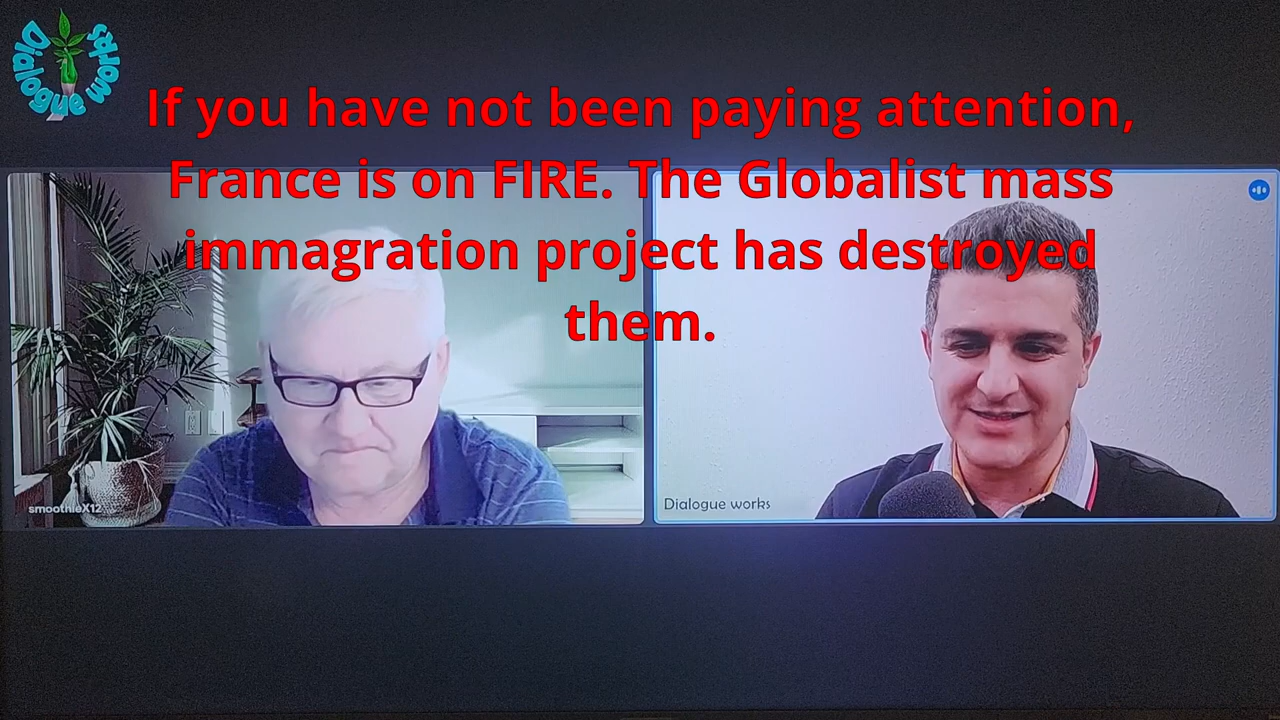 Dialogue works
If you have not been paying attention,
France is on FIRE. The Globalist mass
immagration project has destroyed
them.
smoothieX12
Dialogue works